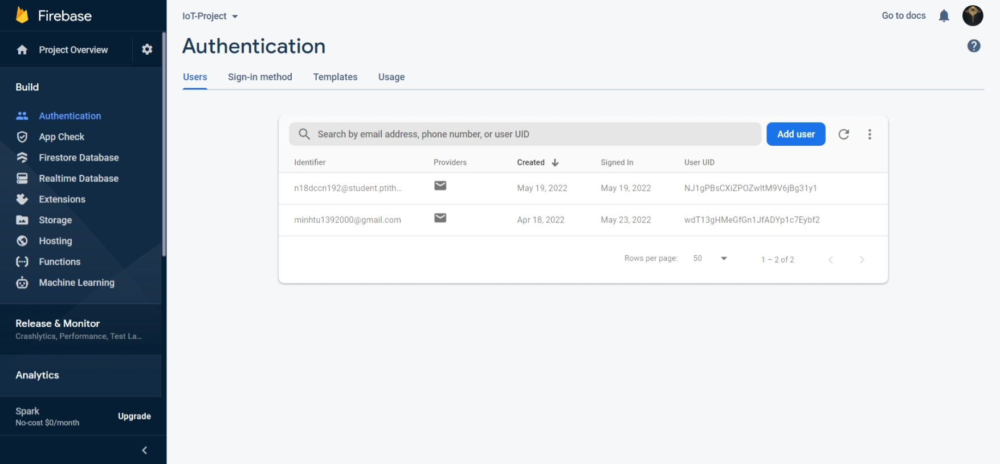 Firebase
Project Overview
Build
Authentication
App Check
Firestore Database
Realtime Database
Extensions
Storage
Hosting
Functions
Machine Learning
Release & Monitor
Crashlytics, Performance, Test La...
Analytics
Spark
No-cost $0/month
Upgrade
IoT-Project
Go to docs
Authentication
Users Sign-in method Templates Usage
Search by email address, phone number, or user UID
Add user
Identifier Providers Created Signed In User UID
n18dccn192@student.ptith... May 19, 2022 May 19, 2022 NJ1gPBsCXiZPOZwItM9V6jBg31y1
minhtu1392000@gmail.com Apr 18, 2022 May 23, 2022 wdT13gHMeGfGn1JfADYp1c7Eybf2
Rows per page: 50 1 – 2 of 2